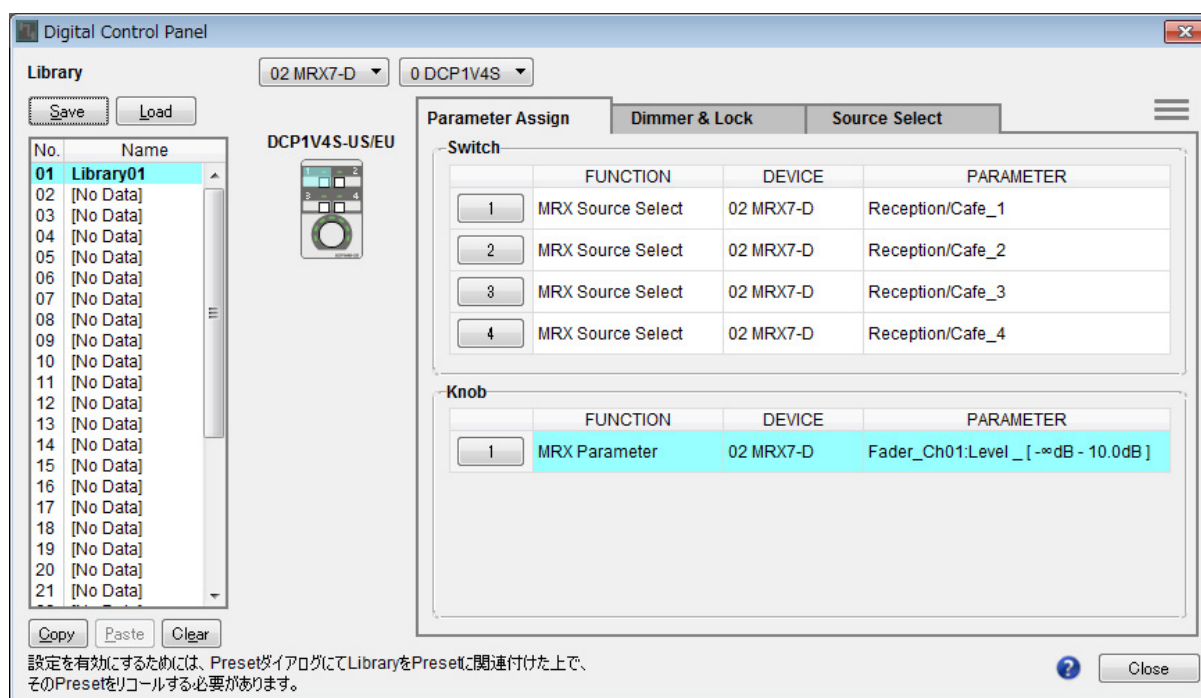 Digital Control Panel
Library
02 MRX7-D
0 DCP1V4S
Save
Load
No. Name
01 Library01
02 [No Data]
03 [No Data]
04 [No Data]
05 [No Data]
06 [No Data]
07 [No Data]
08 [No Data]
09 [No Data]
10 [No Data]
11 [No Data]
12 [No Data]
13 [No Data]
14 [No Data]
15 [No Data]
16 [No Data]
17 [No Data]
18 [No Data]
19 [No Data]
20 [No Data]
21 [No Data]
Copy
Paste
Clear
DCP1V4S-US/EU
1 2
3 4
Parameter Assign
Dimmer & Lock
Source Select
Switch
FUNCTION DEVICE PARAMETER
1 MRX Source Select 02 MRX7-D Reception/Cafe_1
2 MRX Source Select 02 MRX7-D Reception/Cafe_2
3 MRX Source Select 02 MRX7-D Reception/Cafe_3
4 MRX Source Select 02 MRX7-D Reception/Cafe_4
Knob
FUNCTION DEVICE PARAMETER
1 MRX Parameter 02 MRX7-D Fader_Ch01:Level _ [ -∞dB - 10.0dB ]
設定を有効にするためには、PresetダイアログにてLibraryをPresetに関連付けた上で、
そのPresetをリコールする必要があります。
?
Close